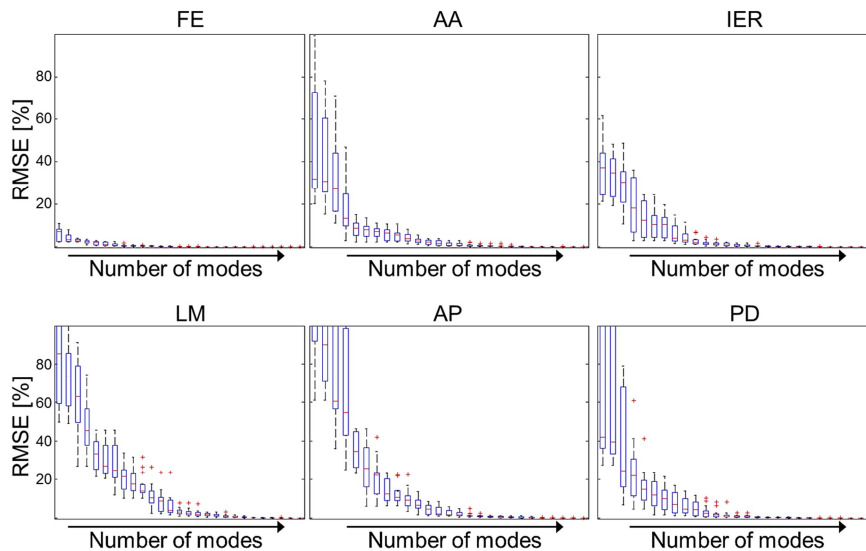 FE AA IER
RMSE [%]
80
60
40
20
Number of modes Number of modes Number of modes
LM AP PD
RMSE [%]
80
60
40
20
Number of modes Number of modes Number of modes